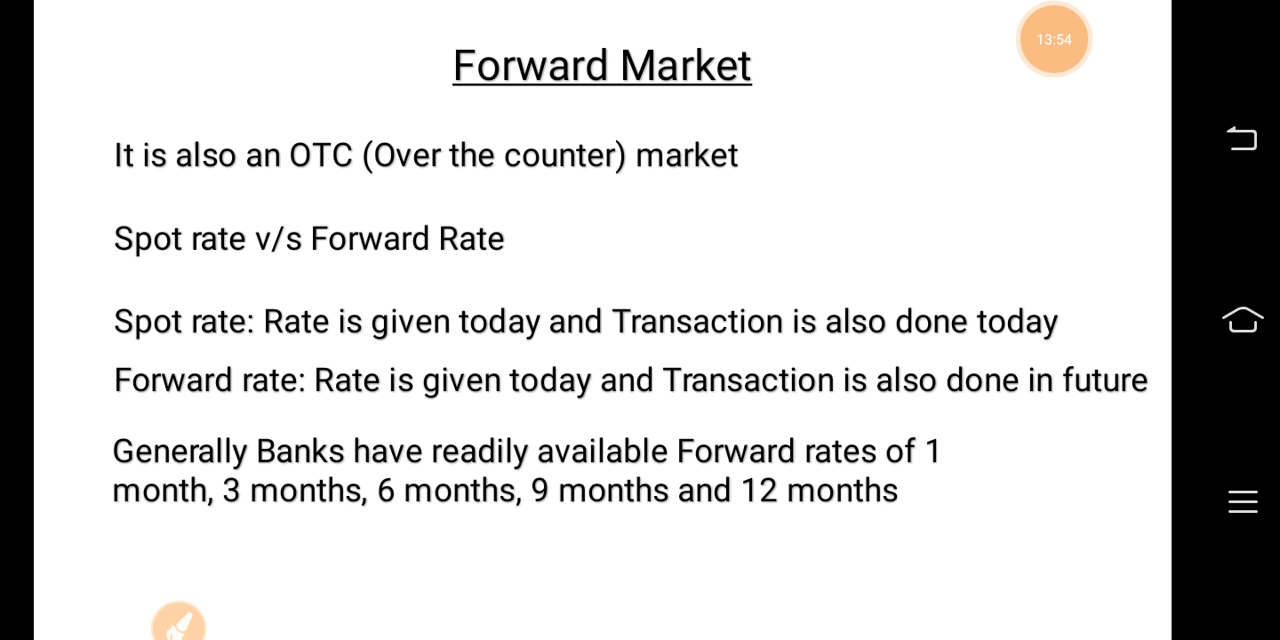 13:54
Forward Market
It is also an OTC (Over the counter) market
Spot rate v/s Forward Rate
Spot rate: Rate is given today and Transaction is also done today
Forward rate: Rate is given today and Transaction is also done in future
Generally Banks have readily available Forward rates of 1
month, 3 months, 6 months, 9 months and 12 months